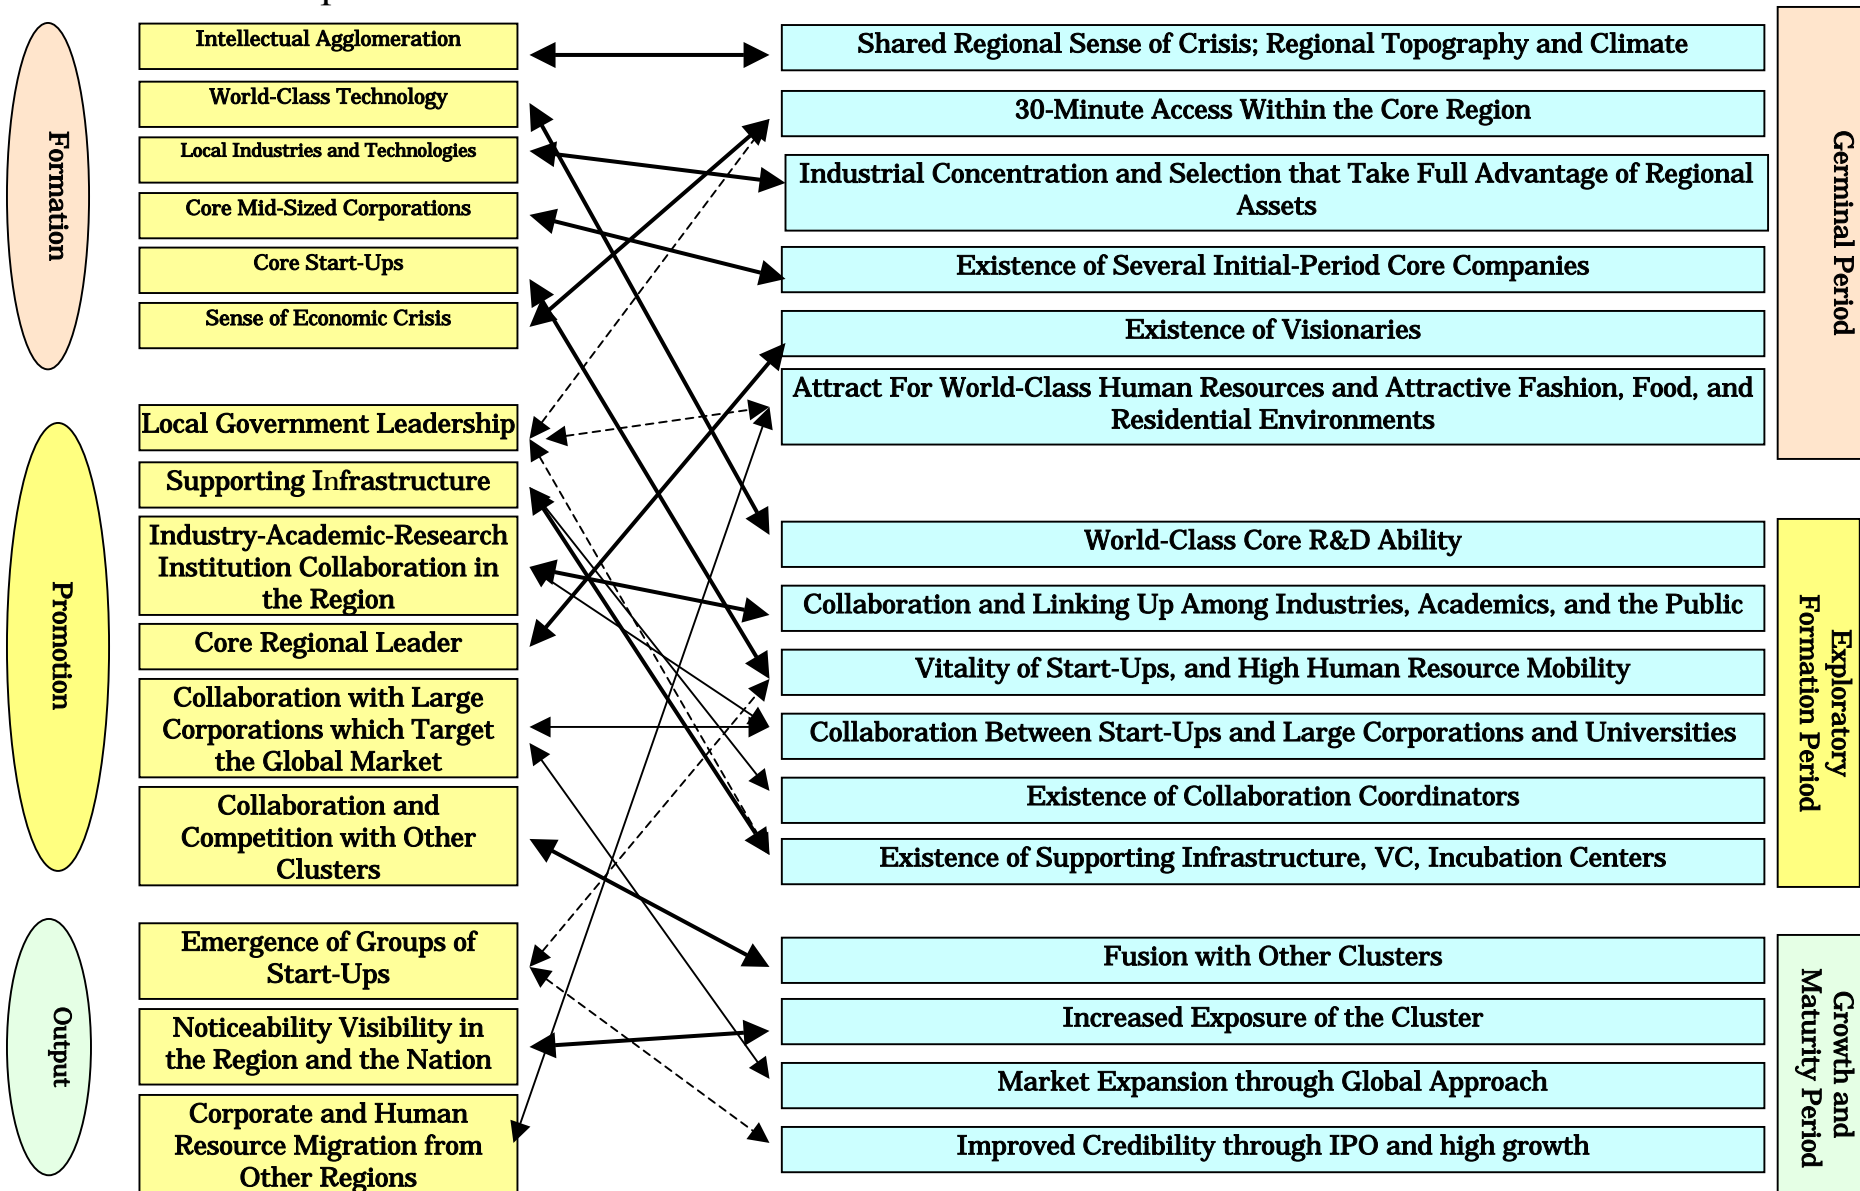 Formation
Intellectual Agglomeration
World-Class Technology
Local Industries and Technologies
Core Mid-Sized Corporations
Core Start-Ups
Sense of Economic Crisis
Promotion
Local Government Leadership
Supporting Infrastructure
Industry-Academic-Research
Institution Collaboration in
the Region
Core Regional Leader
Collaboration with Large
Corporations which Target
the Global Market
Collaboration and
Competition with Other
Clusters
Output
Emergence of Groups of
Start-Ups
Noticeability Visibility in
the Region and the Nation
Corporate and Human
Resource Migration from
Other Regions
Shared Regional Sense of Crisis; Regional Topography and Climate
30-Minute Access Within the Core Region
Industrial Concentration and Selection that Take Full Advantage of Regional
Assets
Existence of Several Initial-Period Core Companies
Existence of Visionaries
Attract For World-Class Human Resources and Attractive Fashion, Food, and
Residential Environments
Germinal Period
World-Class Core R&D Ability
Collaboration and Linking Up Among Industries, Academics, and the Public
Vitality of Start-Ups, and High Human Resource Mobility
Collaboration Between Start-Ups and Large Corporations and Universities
Existence of Collaboration Coordinators
Existence of Supporting Infrastructure, VC, Incubation Centers
Exploratory
Formation Period
Fusion with Other Clusters
Increased Exposure of the Cluster
Market Expansion through Global Approach
Improved Credibility through IPO and high growth
Growth and
Maturity Period